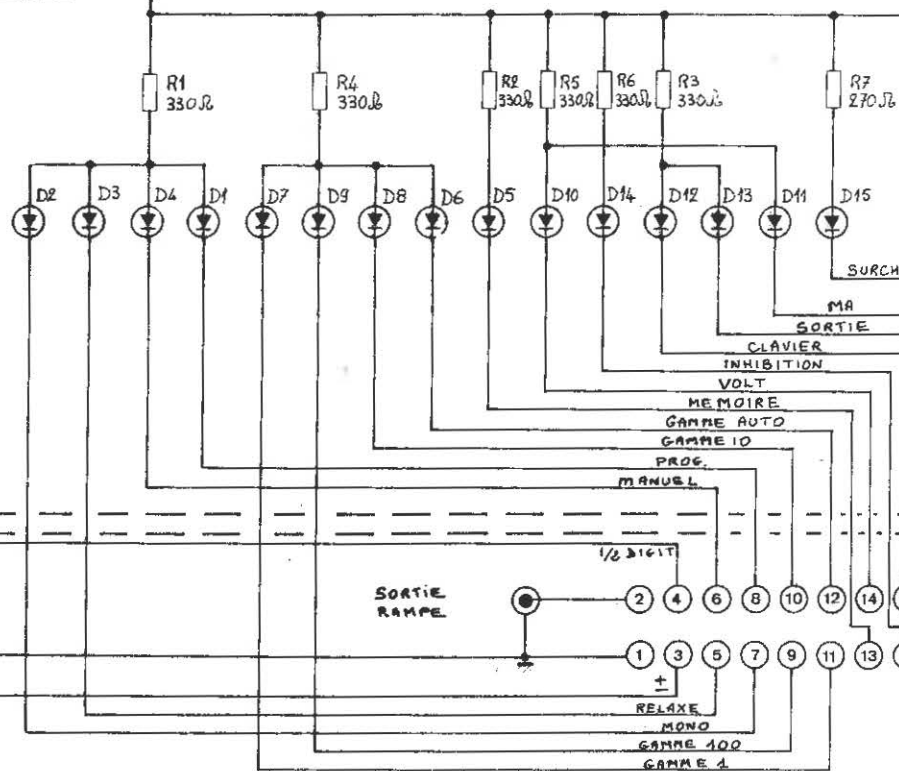 R1 330Ω
R4 330Ω
R2 330Ω
R5 330Ω
R6 330Ω
R3 330Ω
R7 270Ω
D2 D3 D4 D1 D7 D9 D8 D6 D5 D10 D14 D12 D13 D11 D15
SURCH
MA
SORTIE
CLAVIER
INHIBITION
VOLT
MEMOIRE
GAMME AUTO
GAMME 10
PROG.
MANUEL
1/2 DIGIT
SORTIE
RAMPE
2 4 6 8 10 12 14
1 3 5 7 9 11 13
±
RELAXE
MONO
GAMME 100
GAMME 1